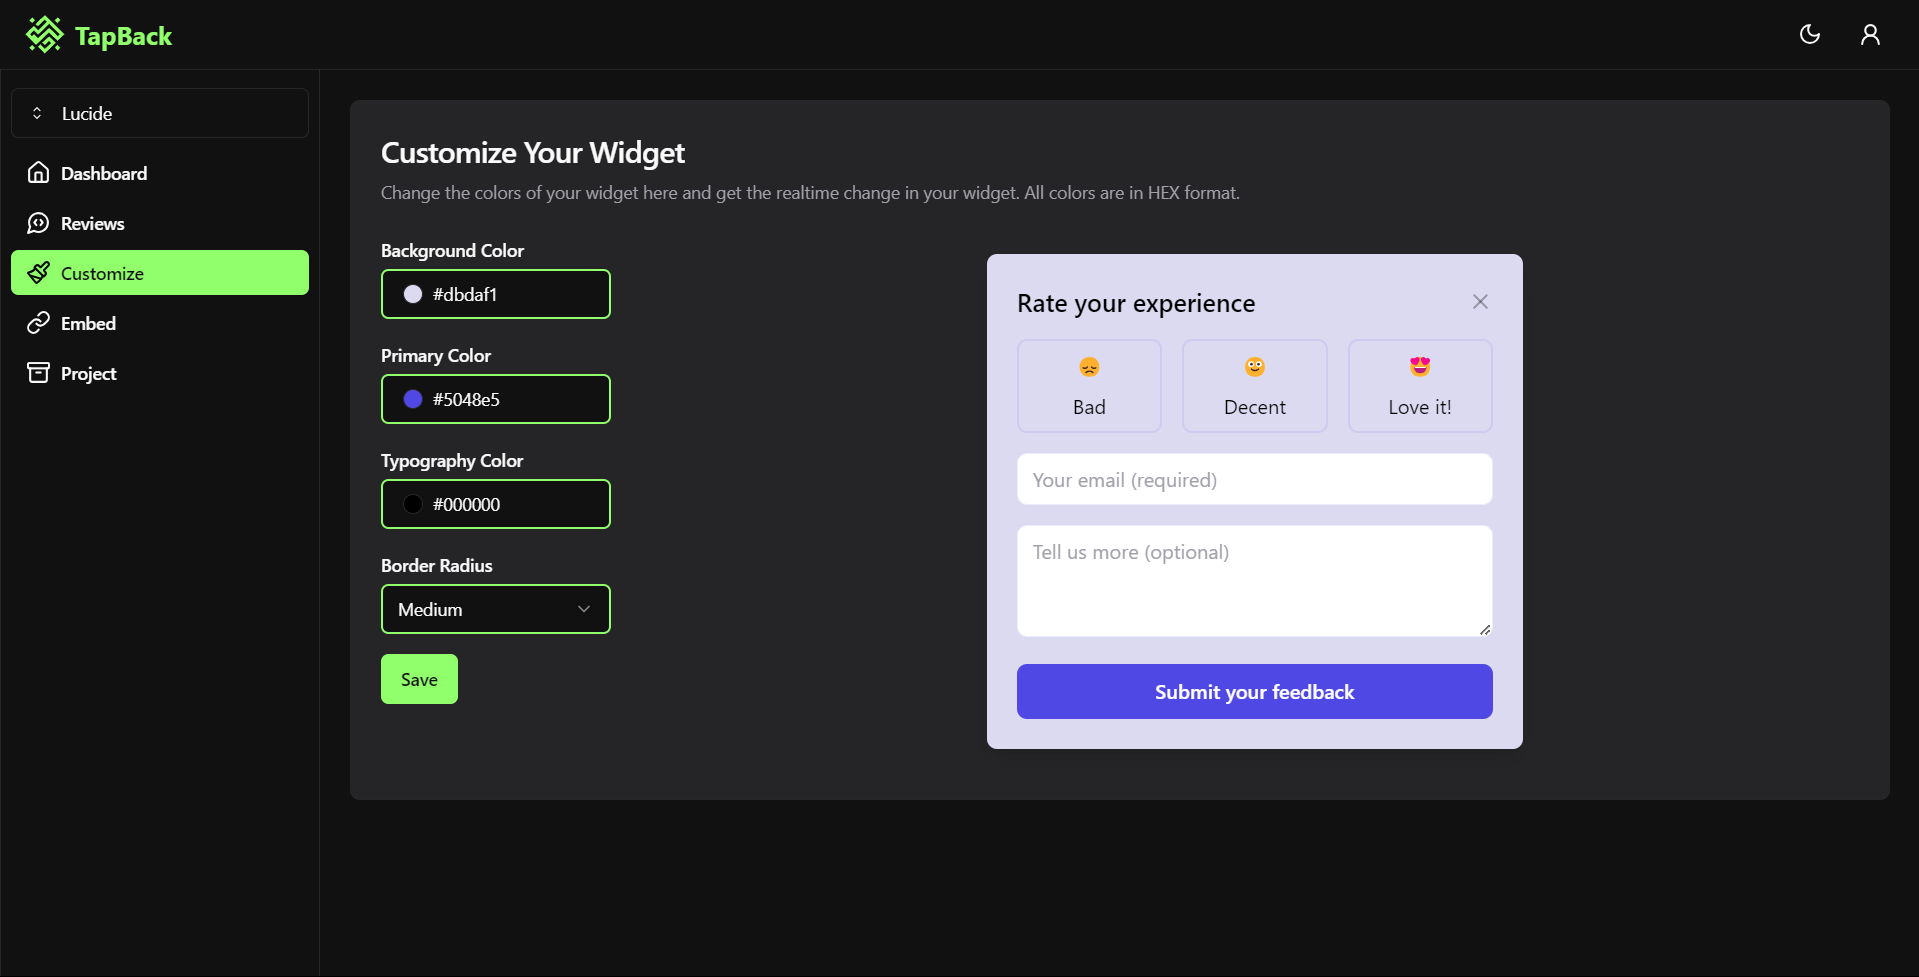 TapBack
Lucide
Dashboard
Reviews
Customize
Embed
Project
Customize Your Widget
Change the colors of your widget here and get the realtime change in your widget. All colors are in HEX format.
Background Color
#dbdaf1
Primary Color
#5048e5
Typography Color
#000000
Border Radius
Medium
Save
Rate your experience
Bad
Decent
Love it!
Your email (required)
Tell us more (optional)
Submit your feedback